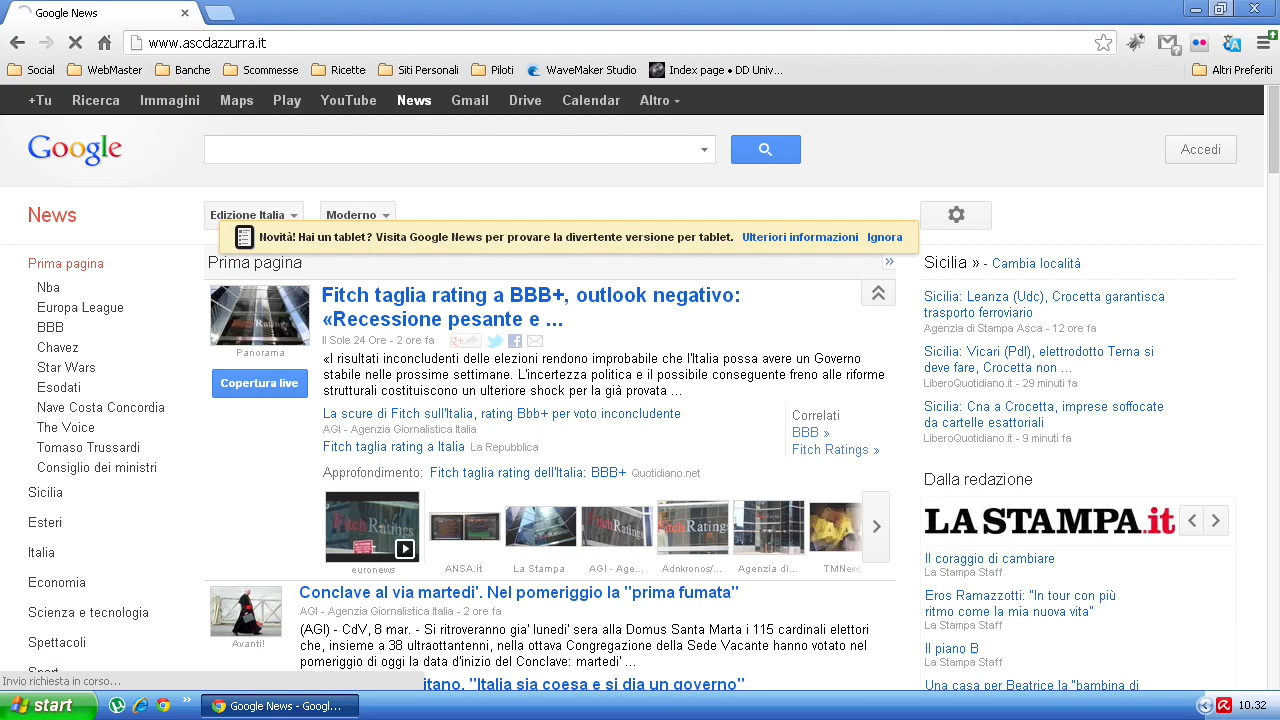 Google News
www.ascdazzurra.it
Social WebMaster Banche Scommesse Ricette Siti Personali Piloti WaveMaker Studio Index page • DD Univ... Altri Preferiti
+Tu Ricerca Immagini Maps Play YouTube News Gmail Drive Calendar Altro
Google
Accedi
News
Edizione Italia Moderno
Novità! Hai un tablet? Visita Google News per provare la divertente versione per tablet. Ulteriori informazioni Ignora
Prima pagina
Nba
Europa League
BBB
Chavez
Star Wars
Esodati
Nave Costa Concordia
The Voice
Tomaso Trussardi
Consiglio dei ministri
Sicilia
Esteri
Italia
Economia
Scienza e tecnologia
Spettacoli
Sport
Prima pagina »
Fitch taglia rating a BBB+, outlook negativo:
«Recessione pesante e ...
Il Sole 24 Ore - 2 ore fa
Panorama
Copertura live
«I risultati inconcludenti delle elezioni rendono improbabile che l'Italia possa avere un Governo
stabile nelle prossime settimane. L'incertezza politica e il possibile conseguente freno alle riforme
strutturali costituiscono un ulteriore shock per la già provata ...
La scure di Fitch sull'Italia, rating Bbb+ per voto inconcludente
AGI - Agenzia Giornalistica Italia
Fitch taglia rating a Italia La Repubblica
Correlati
BBB »
Fitch Ratings »
Approfondimento: Fitch taglia rating dell'Italia: BBB+ Quotidiano.net
FitchRatings
euronews
ANSA.it
La Stampa
AGI - Age...
Adnkronos/...
Agenzia di...
TMNew
Conclave al via martedi'. Nel pomeriggio la "prima fumata"
AGI - Agenzia Giornalistica Italia - 2 ore fa
Avanti!
(AGI) - CdV, 8 mar. - Si ritroveranno gia' lunedi' sera alla Domus Santa Marta i 115 cardinali elettori
che, insieme a 38 ultraottantenni, nella ottava Congregazione della Sede Vacante hanno votato nel
pomeriggio di oggi la data d'inizio del Conclave: martedi' ...
itano, "Italia sia coesa e si dia un governo"
Sicilia » - Cambia località
Sicilia: Leanza (Udc), Crocetta garantisca
trasporto ferroviario
Agenzia di Stampa Asca - 12 ore fa
Sicilia: Vicari (Pdl), elettrodotto Terna si
deve fare, Crocetta non ...
LiberoQuotidiano.it - 29 minuti fa
Sicilia: Cna a Crocetta, imprese soffocate
da cartelle esattoriali
LiberoQuotidiano.it - 9 minuti fa
Dalla redazione
LA STAMPA.it
Il coraggio di cambiare
La Stampa Staff
Eros Ramazzotti: "In tour con più
ritmo come la mia nuova vita"
La Stampa Staff
Il piano B
La Stampa Staff
Una casa per Beatrice la "bambina di
Invio richiesta in corso...
start Google News - Googl... 10.32